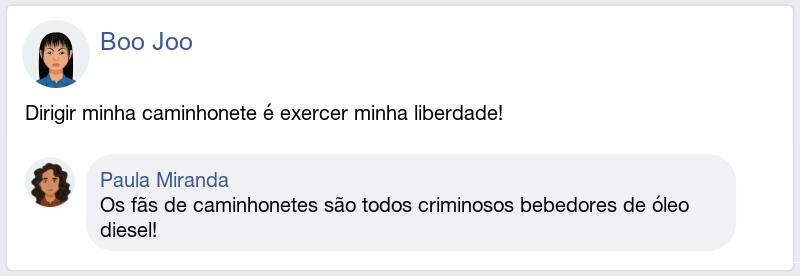 Boo Joo
Dirigir minha caminhonete é exercer minha liberdade!
Paula Miranda
Os fãs de caminhonetes são todos criminosos bebedores de óleo
diesel!